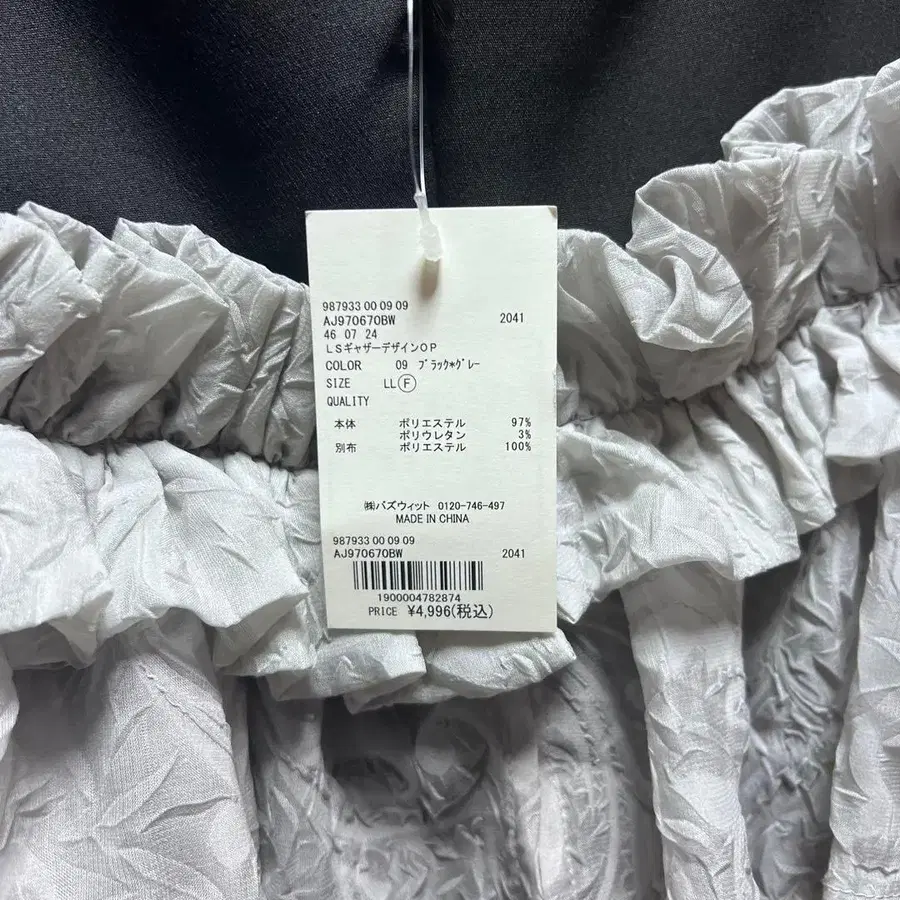 987933 00 09 09
AJ970670BW 2041
46 07 24
LSギャザーデザインOP
COLOR 09 ブラック*グレー
SIZE LL Ⓕ
QUALITY
本体 ポリエステル 97%
ポリウレタン 3%
別布 ポリエステル 100%
㈱バズウィット 0120-746-497
MADE IN CHINA
987933 00 09 09
AJ970670BW 2041
1900004782874
PRICE ¥4,996(税込)